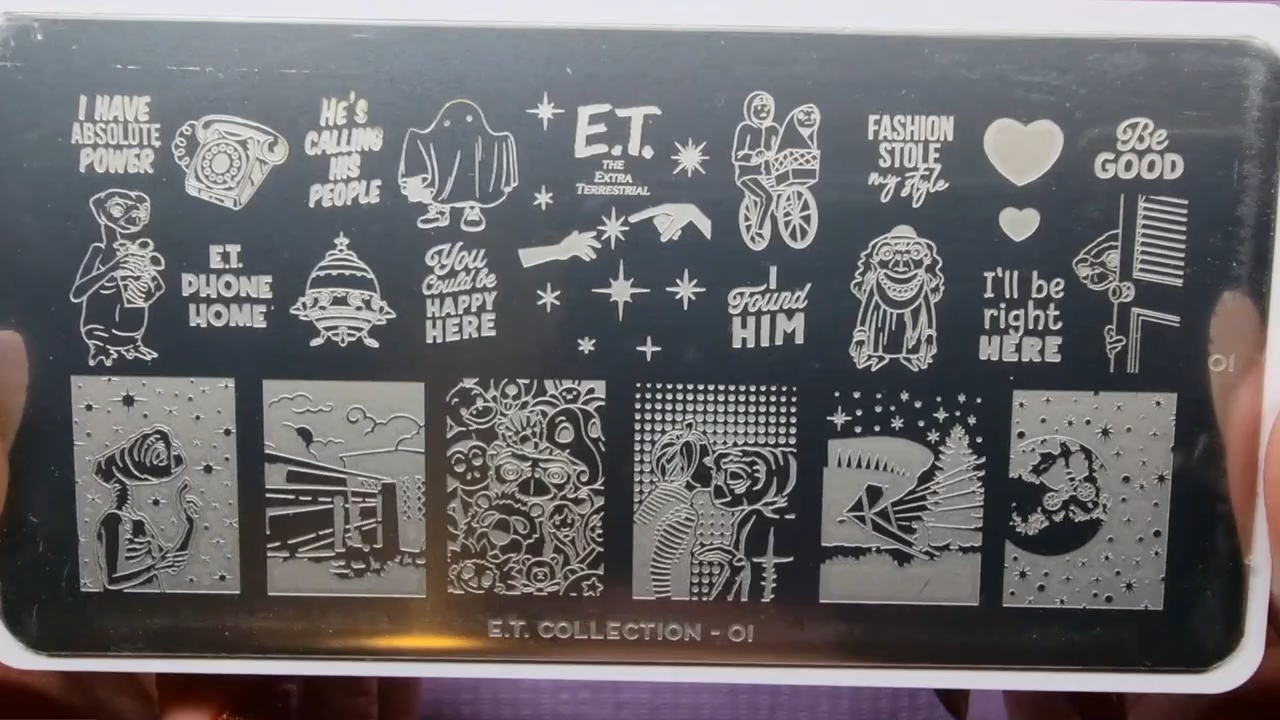 I HAVE
ABSOLUTE
POWER
HE'S
CALLING
HIS
PEOPLE
E.T.
THE
EXTRA
TERRESTRIAL
FASHION
STOLE
my style
Be
GOOD
E.T.
PHONE
HOME
You
Could be
HAPPY
HERE
I
Found
HIM
I'll be
right
HERE
01
E.T. COLLECTION - 01